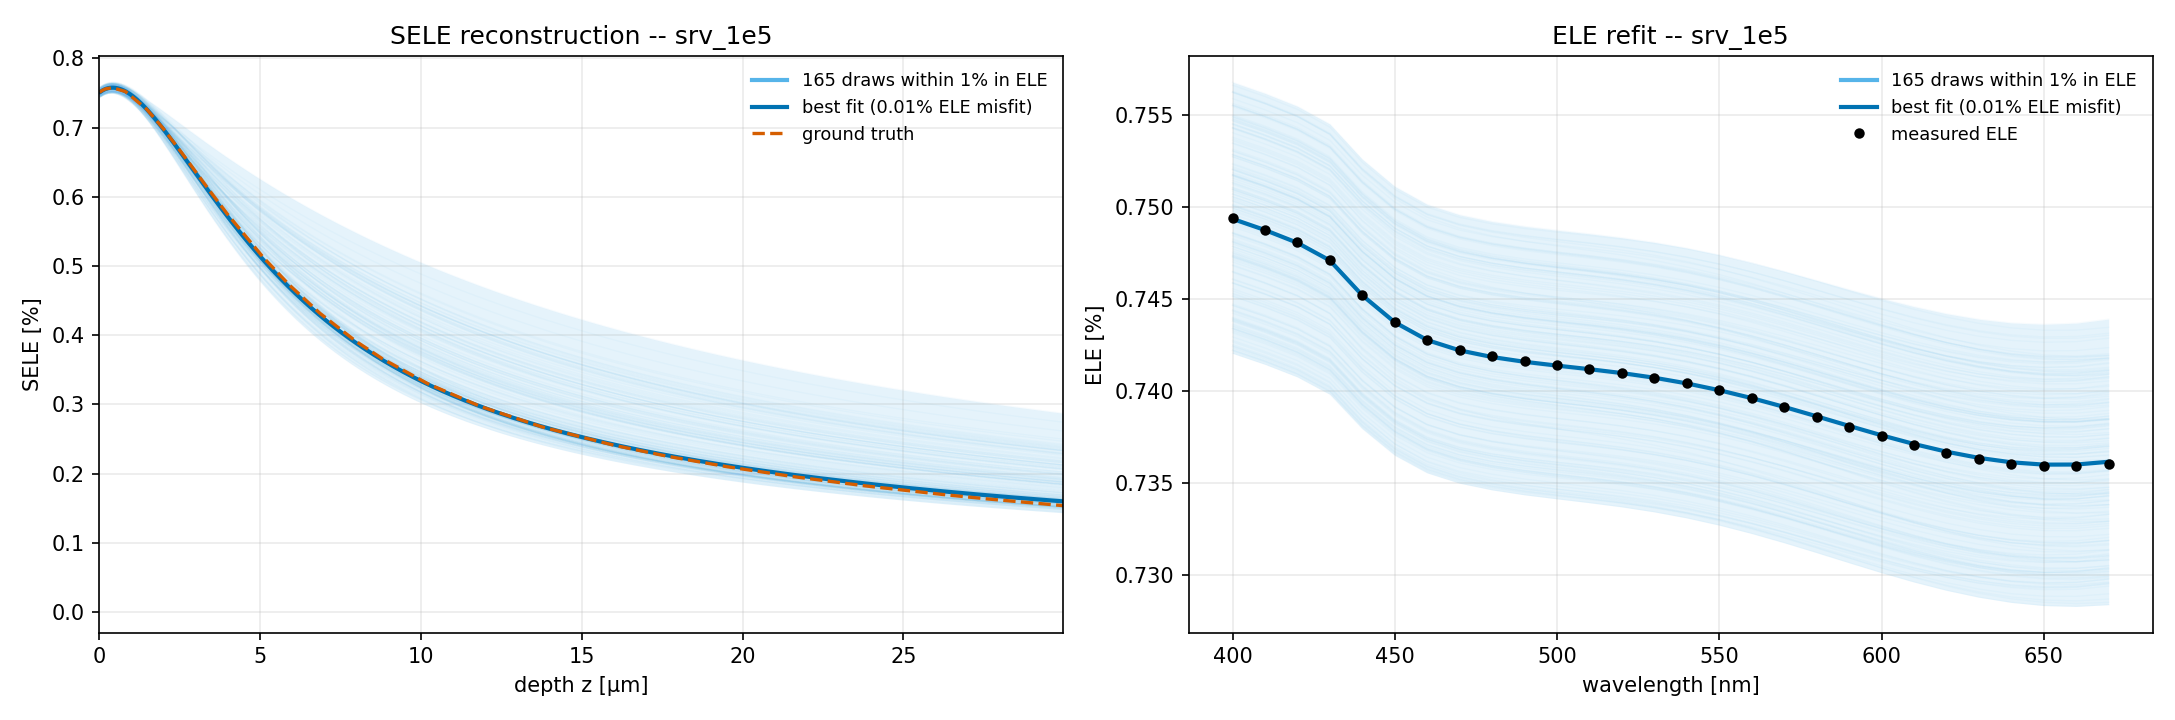 SELE reconstruction -- srv_1e5
SELE [%]
0.8
0.7
0.6
0.5
0.4
0.3
0.2
0.1
0.0
165 draws within 1% in ELE
best fit (0.01% ELE misfit)
ground truth
0 5 10 15 20 25
depth z [µm]
ELE refit -- srv_1e5
ELE [%]
0.755
0.750
0.745
0.740
0.735
0.730
165 draws within 1% in ELE
best fit (0.01% ELE misfit)
measured ELE
400 450 500 550 600 650
wavelength [nm]